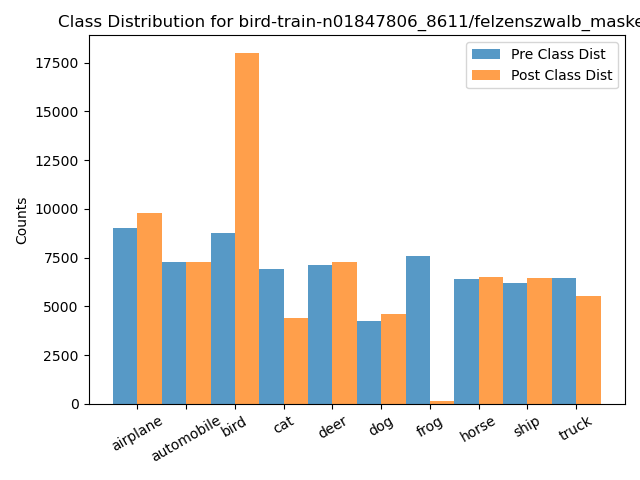 Class Distribution for bird-train-n01847806_8611/felzenszwalb_maske
Pre Class Dist
Post Class Dist
17500
15000
12500
10000
7500
5000
2500
0
Counts
airplane
automobile
bird
cat
deer
dog
frog
horse
ship
truck